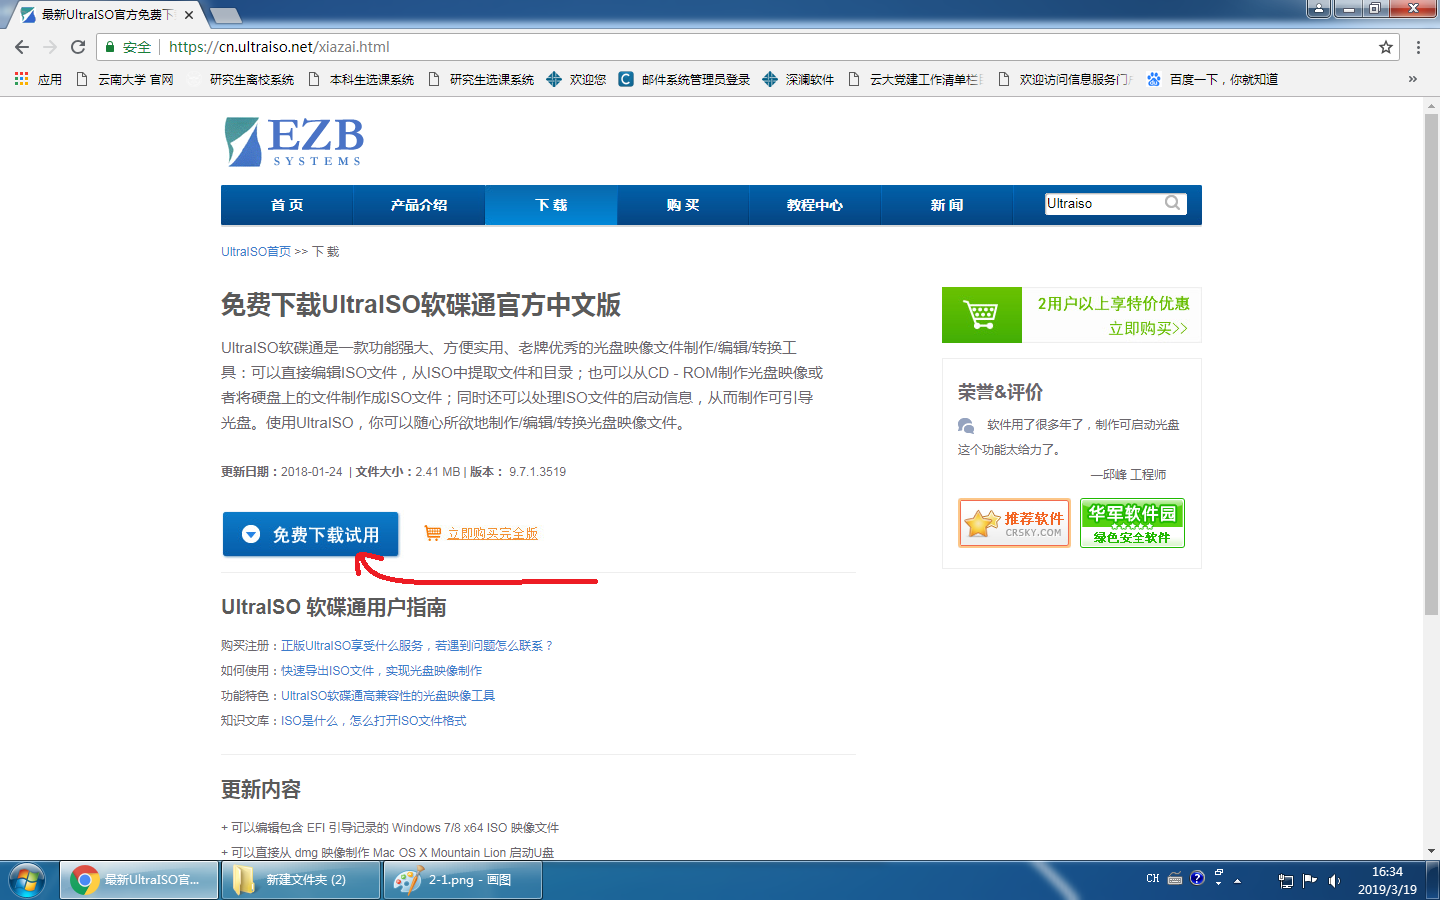 最新UltraISO官方免费下
安全
https://cn.ultraiso.net/xiazai.html
应用
云南大学 官网
研究生离校系统
本科生选课系统
研究生选课系统
欢迎您
邮件系统管理员登录
深澜软件
云大党建工作清单栏
欢迎访问信息服务门
百度一下，你就知道
»
EZB
SYSTEMS
首 页
产品介绍
下 载
购 买
教程中心
新 闻
Ultraiso
UltraISO首页 >> 下 载
免费下载UltraISO软碟通官方中文版
UltraISO软碟通是一款功能强大、方便实用、老牌优秀的光盘映像文件制作/编辑/转换工
具：可以直接编辑ISO文件，从ISO中提取文件和目录；也可以从CD - ROM制作光盘映像或
者将硬盘上的文件制作成ISO文件；同时还可以处理ISO文件的启动信息，从而制作可引导
光盘。使用UltraISO，你可以随心所欲地制作/编辑/转换光盘映像文件。
更新日期：2018-01-24 | 文件大小：2.41 MB | 版本： 9.7.1.3519
免费下载试用
立即购买完全版
2用户以上享特价优惠
立即购买>>
荣誉&评价
软件用了很多年了，制作可启动光盘
这个功能太给力了。
—邱峰 工程师
推荐软件
CRSKY.COM
华军软件园
绿色安全软件
UltraISO 软碟通用户指南
购买注册：正版UltraISO享受什么服务，若遇到问题怎么联系？
如何使用：快速导出ISO文件，实现光盘映像制作
功能特色：UltraISO软碟通高兼容性的光盘映像工具
知识文库：ISO是什么，怎么打开ISO文件格式
更新内容
+ 可以编辑包含 EFI 引导记录的 Windows 7/8 x64 ISO 映像文件
+ 可以直接从 dmg 映像制作 Mac OS X Mountain Lion 启动U盘
最新UltraISO官...
新建文件夹 (2)
2-1.png - 画图
CH
16:34
2019/3/19